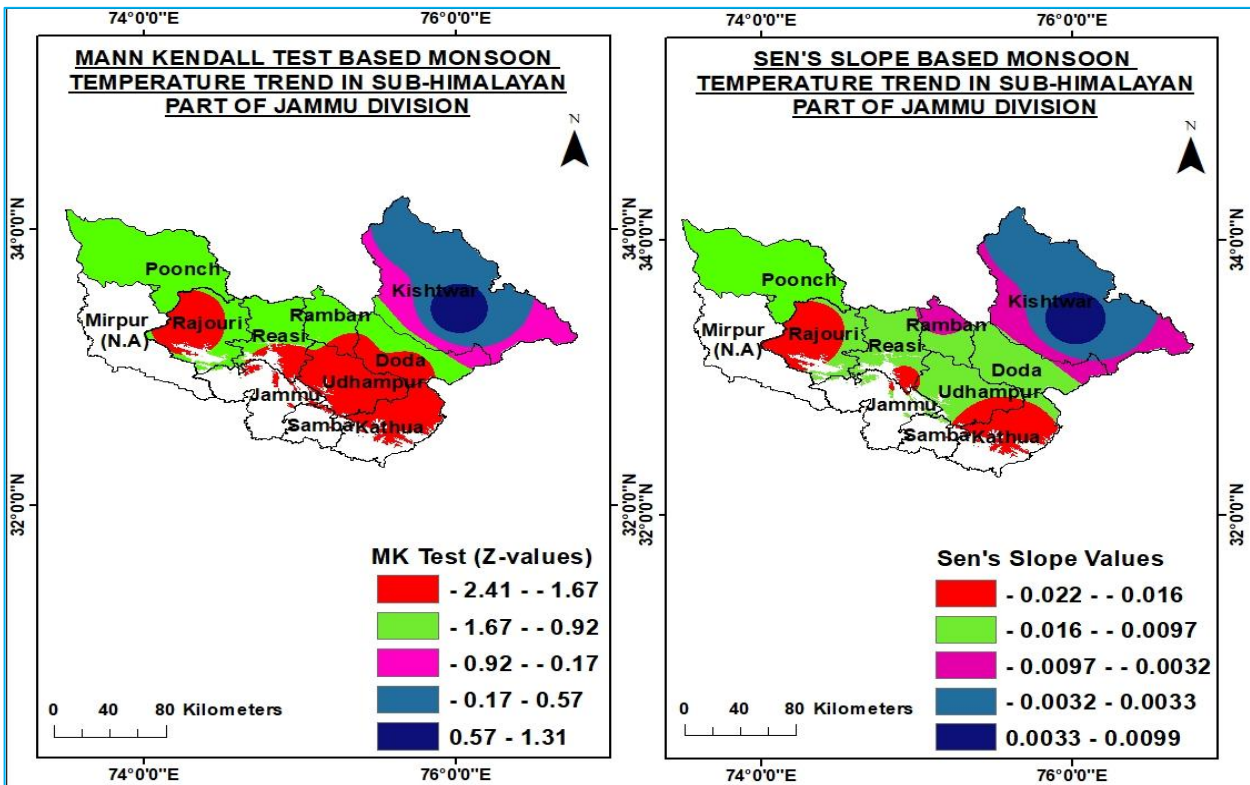 74°0'0"E
76°0'0"E
MANN KENDALL TEST BASED MONSOON
TEMPERATURE TREND IN SUB-HIMALAYAN
PART OF JAMMU DIVISION
N
34°0'0"N
34°0'0"N
Poonch
Kishtwar
Mirpur
(N.A)
Rajouri
Ramban
Reasi
Doda
Udhampur
Jammu
Samba
Kathua
32°0'0"N
32°0'0"N
MK Test (Z-values)
- 2.41 - - 1.67
- 1.67 - - 0.92
- 0.92 - - 0.17
- 0.17 - 0.57
0.57 - 1.31
0 40 80 Kilometers
74°0'0"E
76°0'0"E
74°0'0"E
76°0'0"E
SEN'S SLOPE BASED MONSOON
TEMPERATURE TREND IN SUB-HIMALAYAN
PART OF JAMMU DIVISION
N
34°0'0"N
34°0'0"N
Poonch
Kishtwar
Mirpur
(N.A)
Rajouri
Ramban
Reasi
Doda
Udhampur
Jammu
Samba
Kathua
32°0'0"N
32°0'0"N
Sen's Slope Values
- 0.022 - - 0.016
- 0.016 - - 0.0097
- 0.0097 - - 0.0032
- 0.0032 - 0.0033
0.0033 - 0.0099
0 40 80 Kilometers
74°0'0"E
76°0'0"E